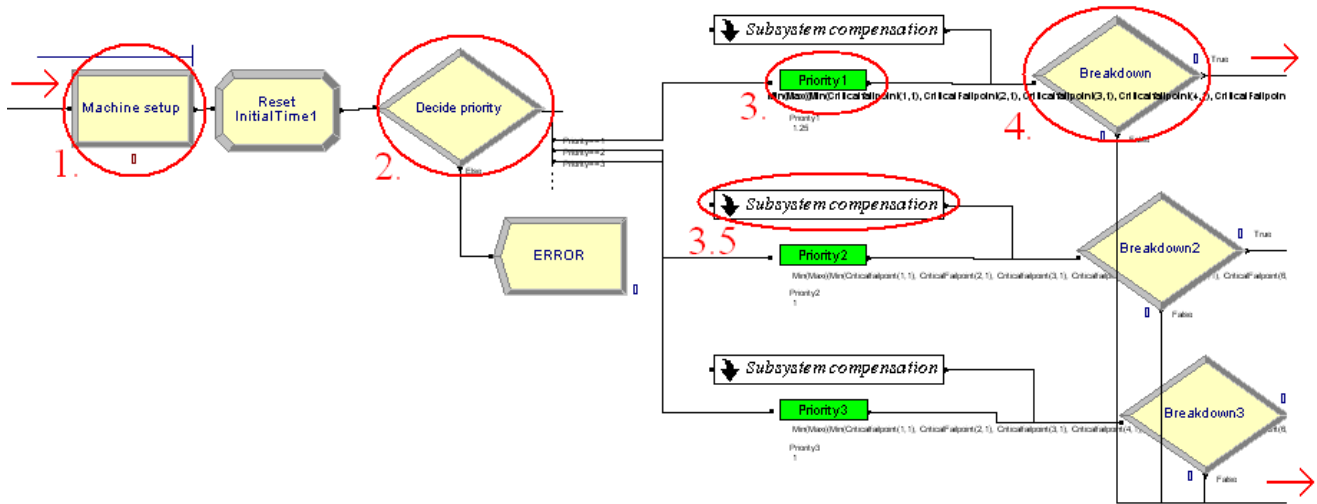 Subsystem compensation
True
Machine setup
Reset
InitialTime1
Decide priority
Priority1
Breakdown
1.
2.
3.
4.
Priority1
1.25
False
Priority==1
Priority==2
Priority==3
Else
Subsystem compensation
3.5
ERROR
Priority2
Breakdown2
True
Priority2
1
False
Subsystem compensation
Priority3
Breakdown3
Priority3
1
False